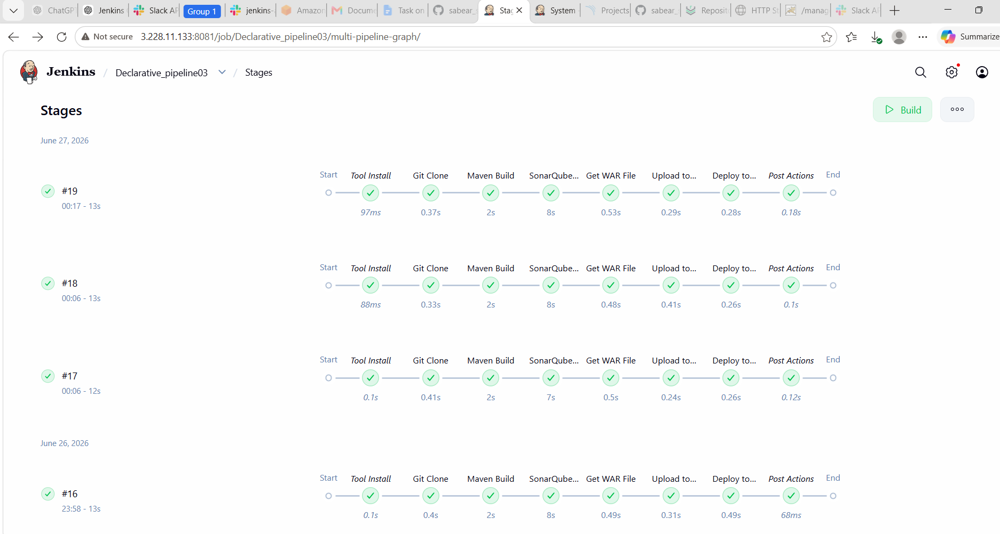 ChatGP
Jenkins
Slack AP
Group 1
jenkins-
Amazon
Docume
Task on
sabear_s
Sta
System
Projects
sabear_s
Reposito
HTTP St
/manag
Slack AP
Not secure
3.228.11.133:8081/job/Declarative_pipeline03/multi-pipeline-graph/
Summarize
Jenkins / Declarative_pipeline03 / Stages
Stages
Build
June 27, 2026
Start Tool Install Git Clone Maven Build SonarQube... Get WAR File Upload to... Deploy to... Post Actions End
#19
00:17 - 13s
97ms 0.37s 2s 8s 0.53s 0.29s 0.28s 0.18s
Start Tool Install Git Clone Maven Build SonarQube... Get WAR File Upload to... Deploy to... Post Actions End
#18
00:06 - 13s
88ms 0.33s 2s 8s 0.48s 0.41s 0.26s 0.1s
Start Tool Install Git Clone Maven Build SonarQube... Get WAR File Upload to... Deploy to... Post Actions End
#17
00:06 - 12s
0.1s 0.41s 2s 7s 0.5s 0.24s 0.26s 0.12s
June 26, 2026
Start Tool Install Git Clone Maven Build SonarQube... Get WAR File Upload to... Deploy to... Post Actions End
#16
23:58 - 13s
0.1s 0.4s 2s 8s 0.49s 0.31s 0.49s 68ms